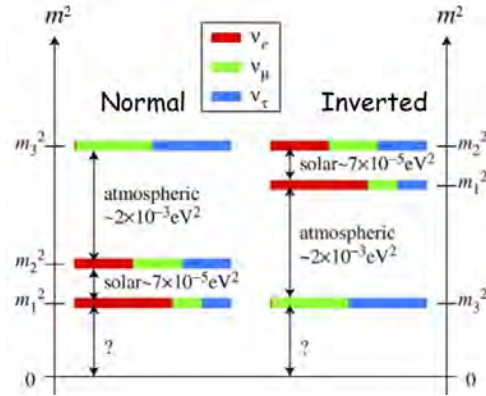 m²
m²
νe
νμ
ντ
Normal
Inverted
m₃²
atmospheric
~2×10⁻³eV²
m₂²
solar~7×10⁻⁵eV²
m₁²
?
0
m₂²
solar~7×10⁻⁵eV²
m₁²
atmospheric
~2×10⁻³eV²
m₃²
?
0